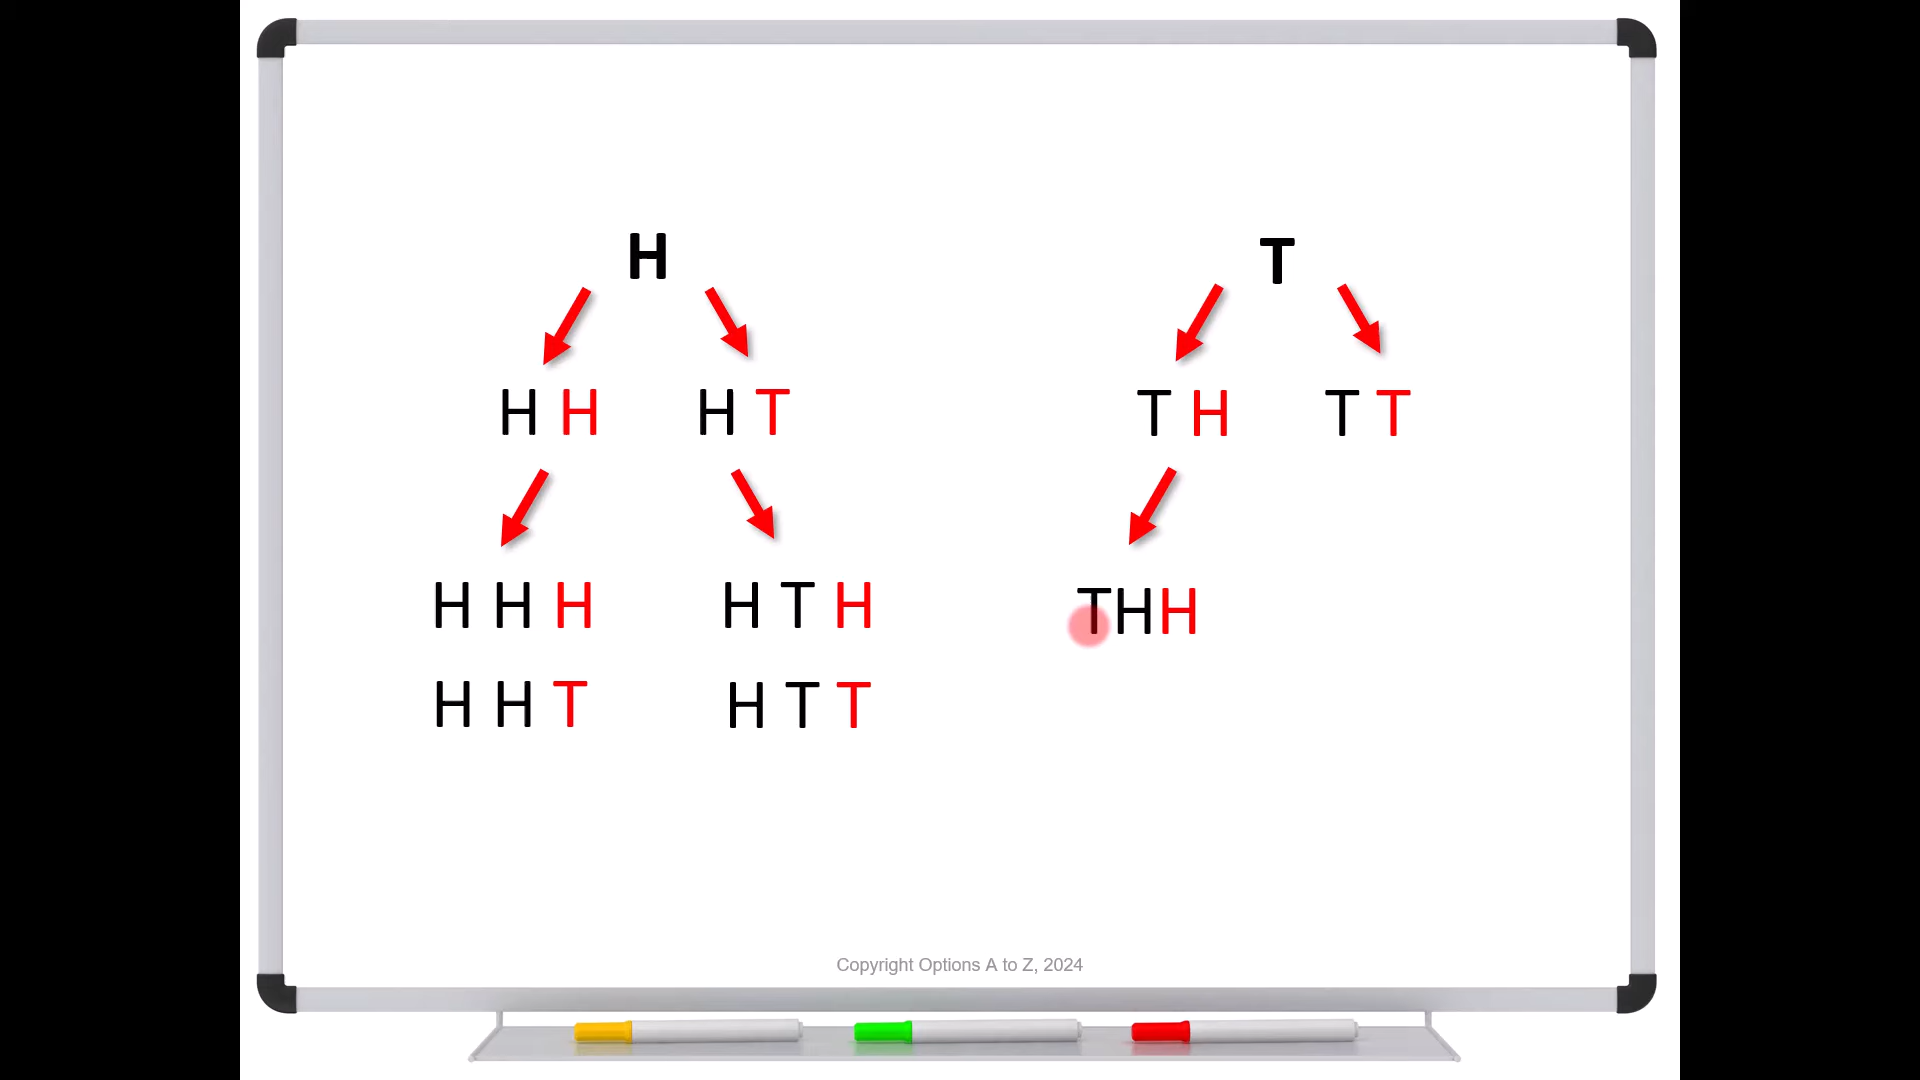 H T
H H H T T H T T
H H H H T H THH
H H T H T T
Copyright Options A to Z, 2024